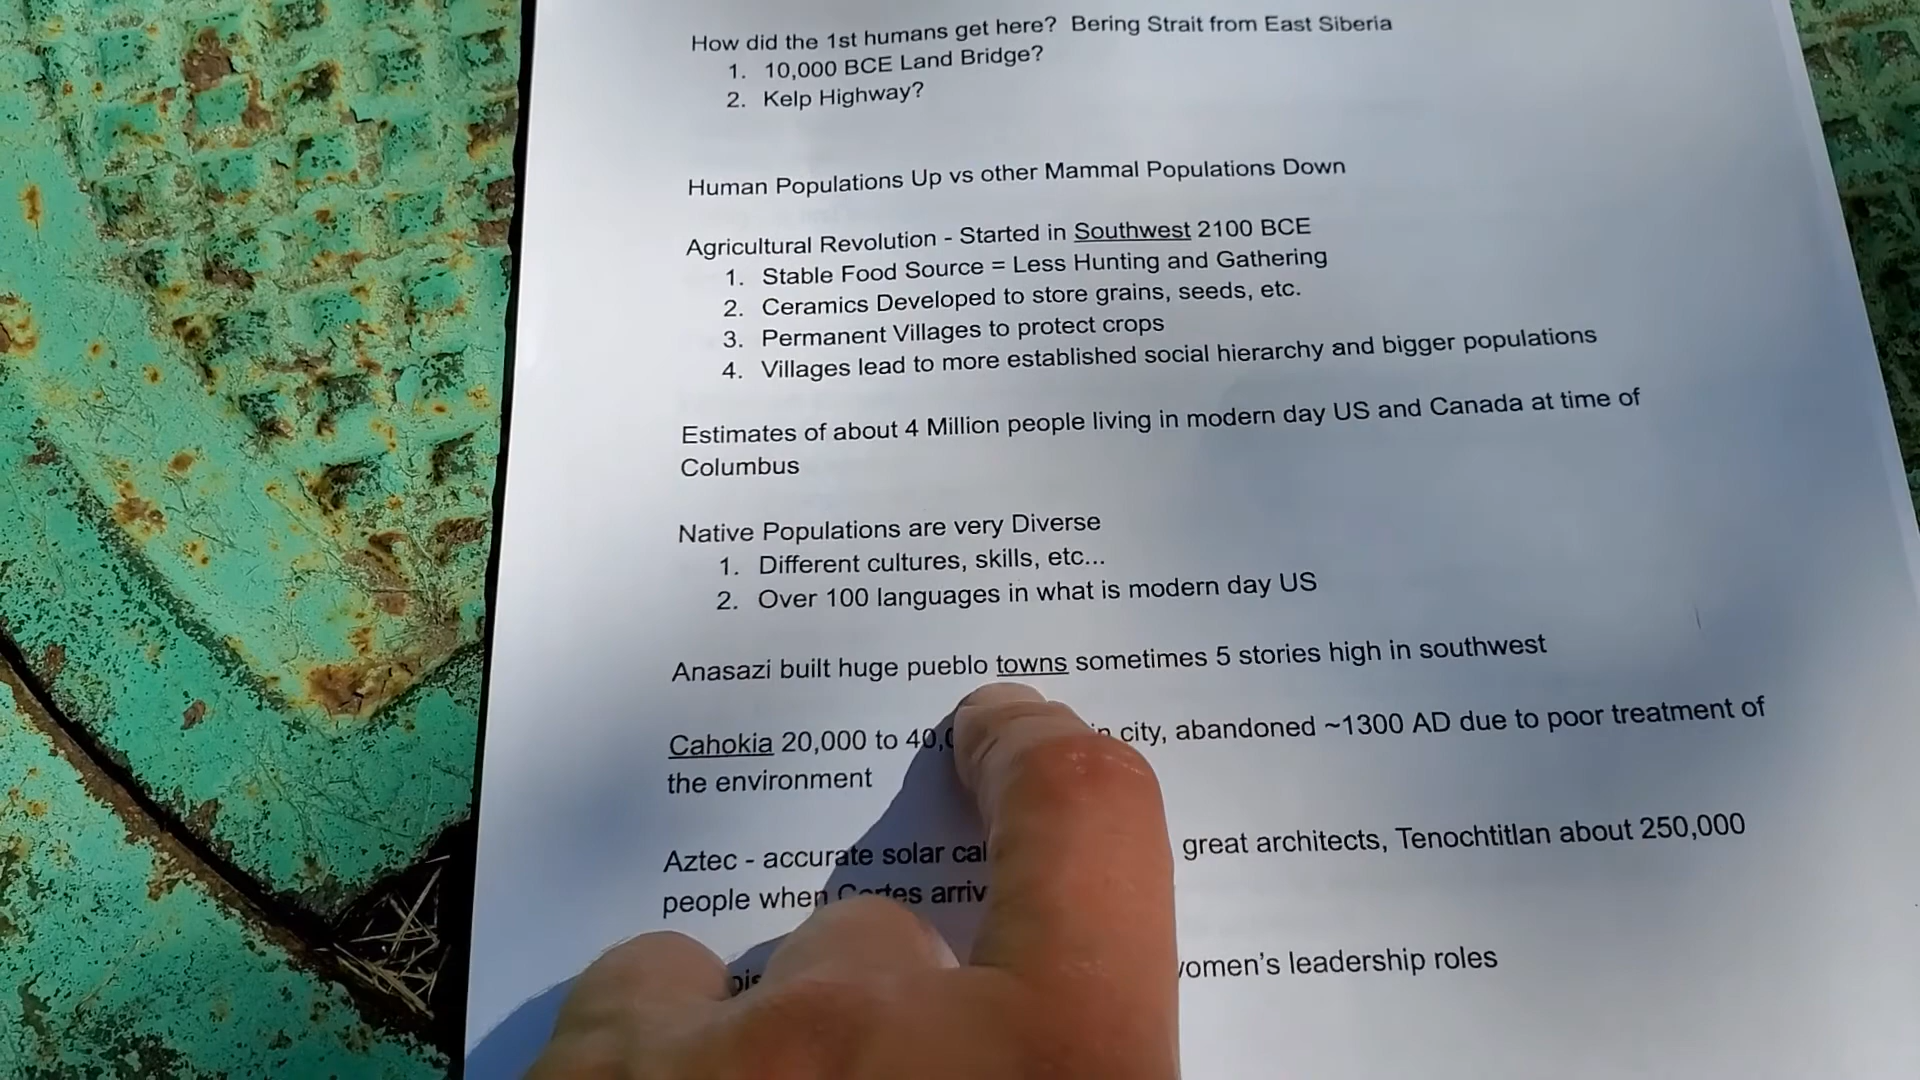 How did the 1st humans get here? Bering Strait from East Siberia
1. 10,000 BCE Land Bridge?
2. Kelp Highway?
Human Populations Up vs other Mammal Populations Down
Agricultural Revolution - Started in Southwest 2100 BCE
1. Stable Food Source = Less Hunting and Gathering
2. Ceramics Developed to store grains, seeds, etc.
3. Permanent Villages to protect crops
4. Villages lead to more established social hierarchy and bigger populations
Estimates of about 4 Million people living in modern day US and Canada at time of
Columbus
Native Populations are very Diverse
1. Different cultures, skills, etc...
2. Over 100 languages in what is modern day US
Anasazi built huge pueblo towns sometimes 5 stories high in southwest
Cahokia 20,000 to city, abandoned ~1300 AD due to poor treatment of
the environment
Aztec - accurate solar great architects, Tenochtitlan about 250,000
people when Cortes
leadership roles